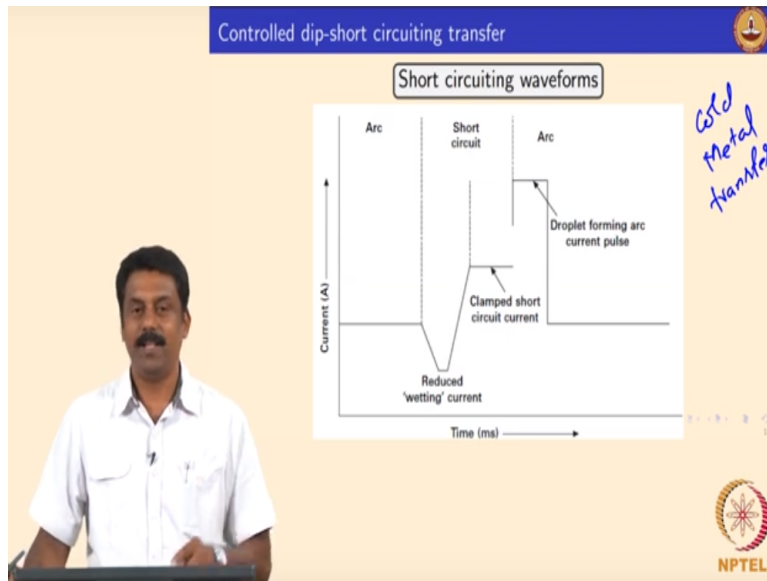 Controlled dip-short circuiting transfer
Short circuiting waveforms
Cold
Metal
transfer
Arc
Short
circuit
Arc
Droplet forming arc
current pulse
Clamped short
circuit current
Current (A)
Reduced
'wetting' current
Time (ms)
NPTEL